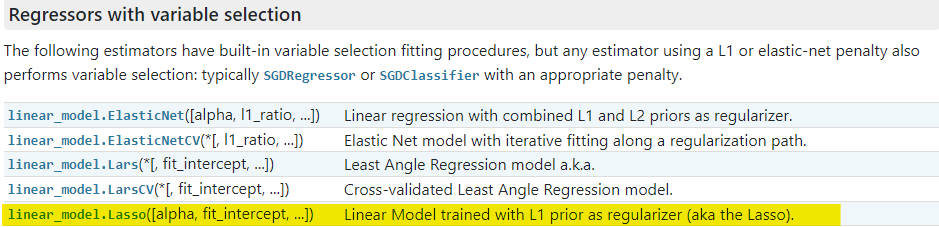 Regressors with variable selection
The following estimators have built-in variable selection fitting procedures, but any estimator using a L1 or elastic-net penalty also
performs variable selection: typically SGDRegressor or SGDClassifier with an appropriate penalty.
linear_model.ElasticNet([alpha, l1_ratio, ...]) Linear regression with combined L1 and L2 priors as regularizer.
linear_model.ElasticNetCV(*[, l1_ratio, ...]) Elastic Net model with iterative fitting along a regularization path.
linear_model.Lars(*[, fit_intercept, ...]) Least Angle Regression model a.k.a.
linear_model.LarsCV(*[, fit_intercept, ...]) Cross-validated Least Angle Regression model.
linear_model.Lasso([alpha, fit_intercept, ...]) Linear Model trained with L1 prior as regularizer (aka the Lasso).